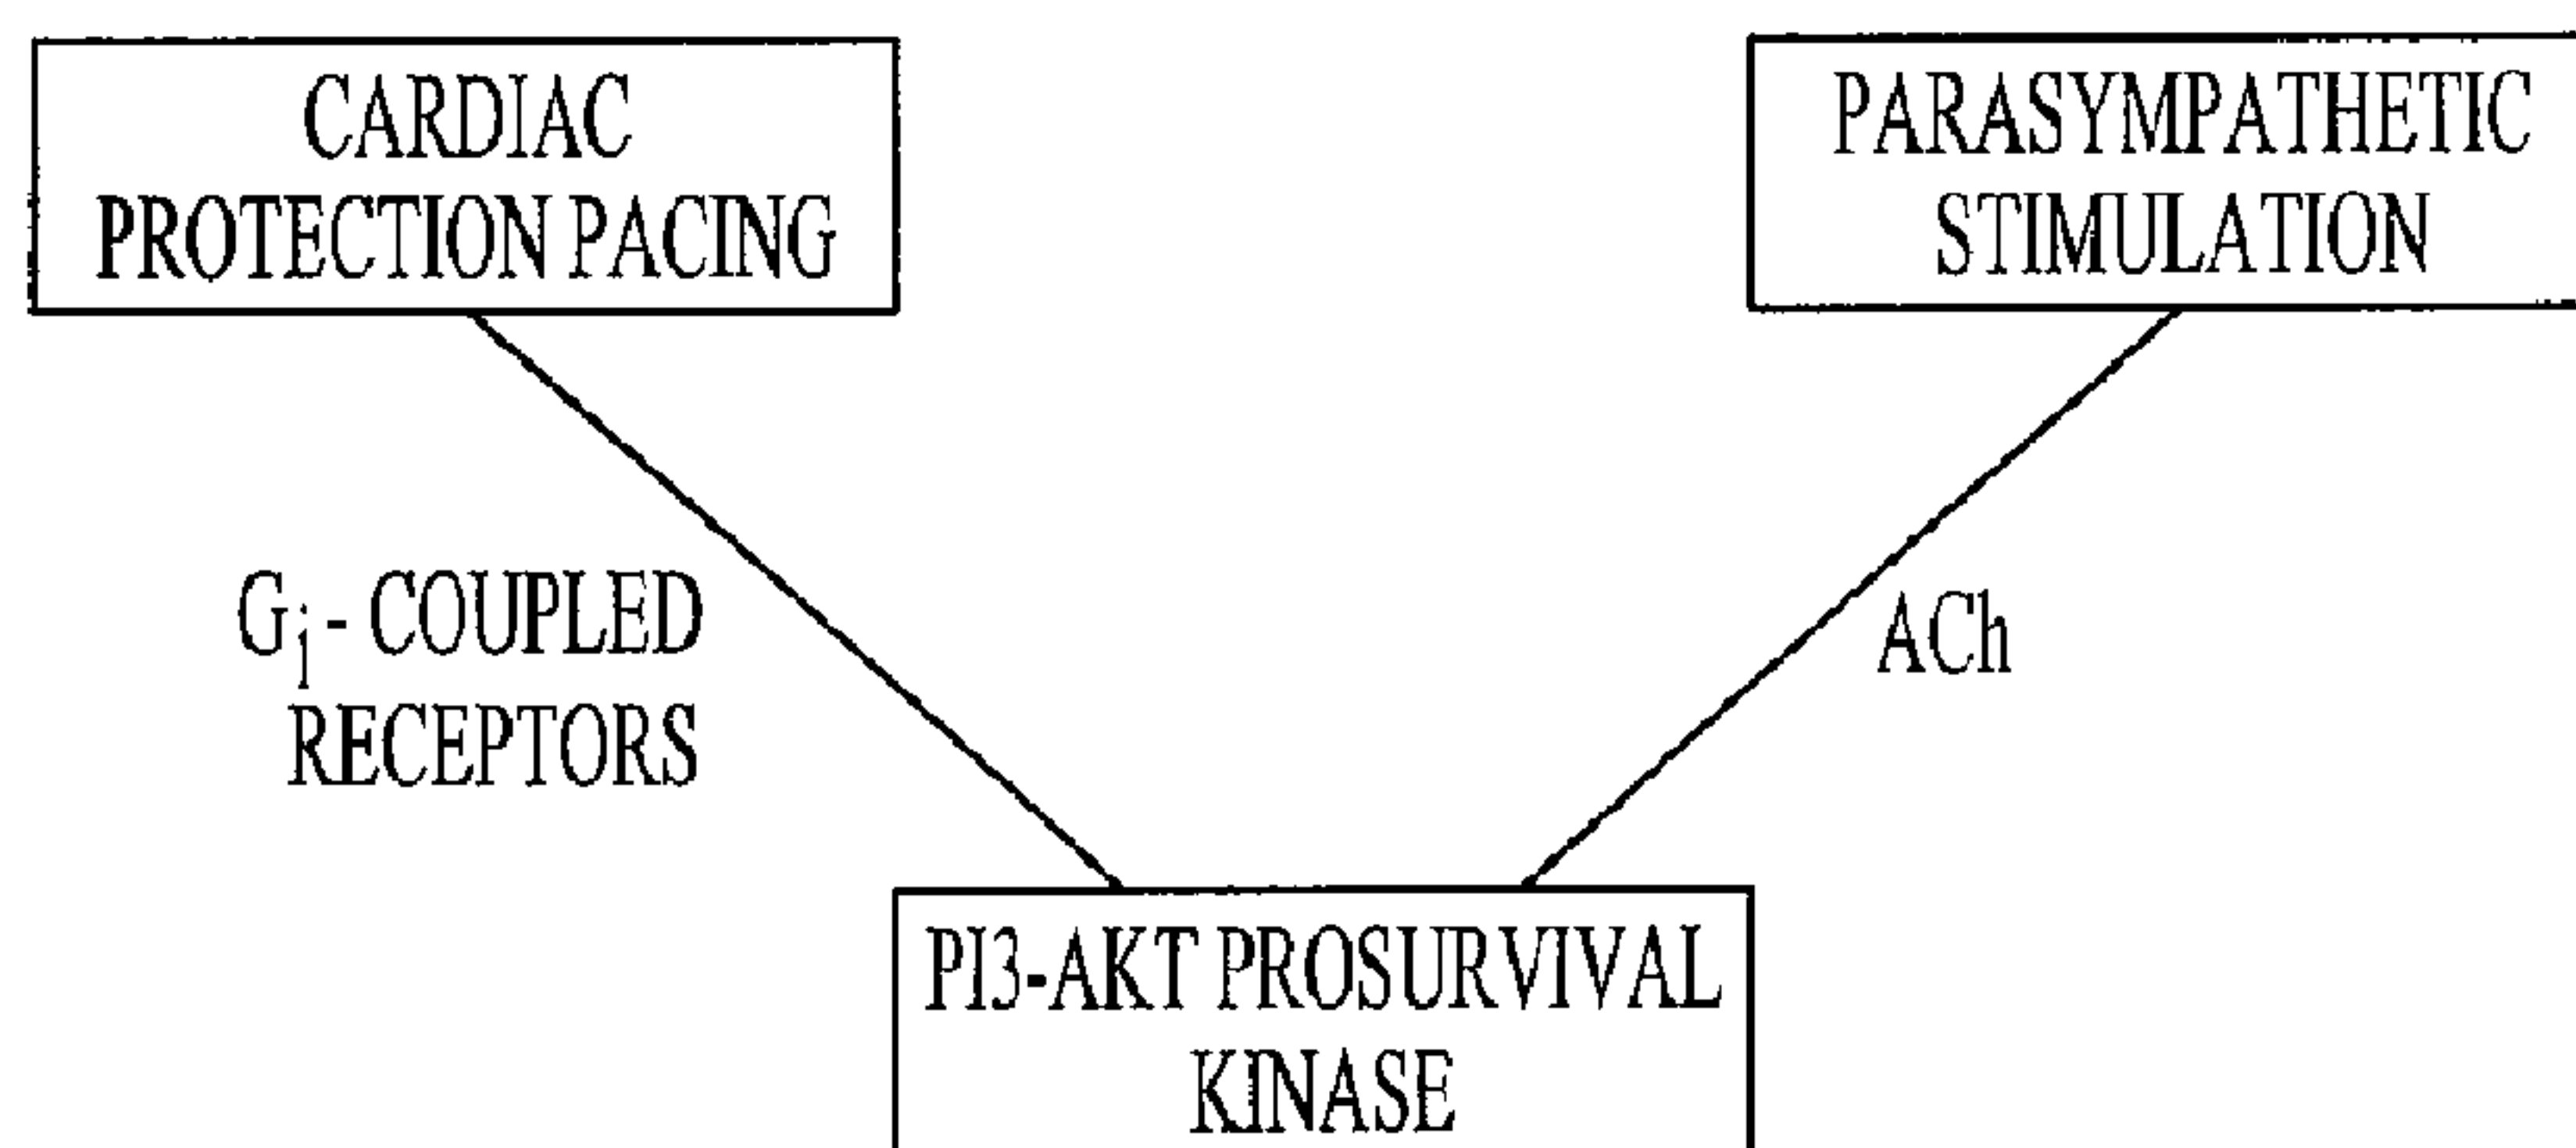 CARDIAC
PROTECTION PACING
PARASYMPATHETIC
STIMULATION
Gi - COUPLED
RECEPTORS
ACh
PI3-AKT PROSURVIVAL
KINASE